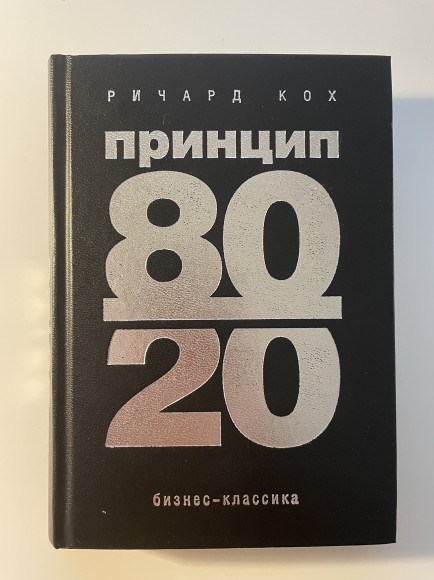 РИЧАРД КОХ
принцип
80
20
бизнес-классика